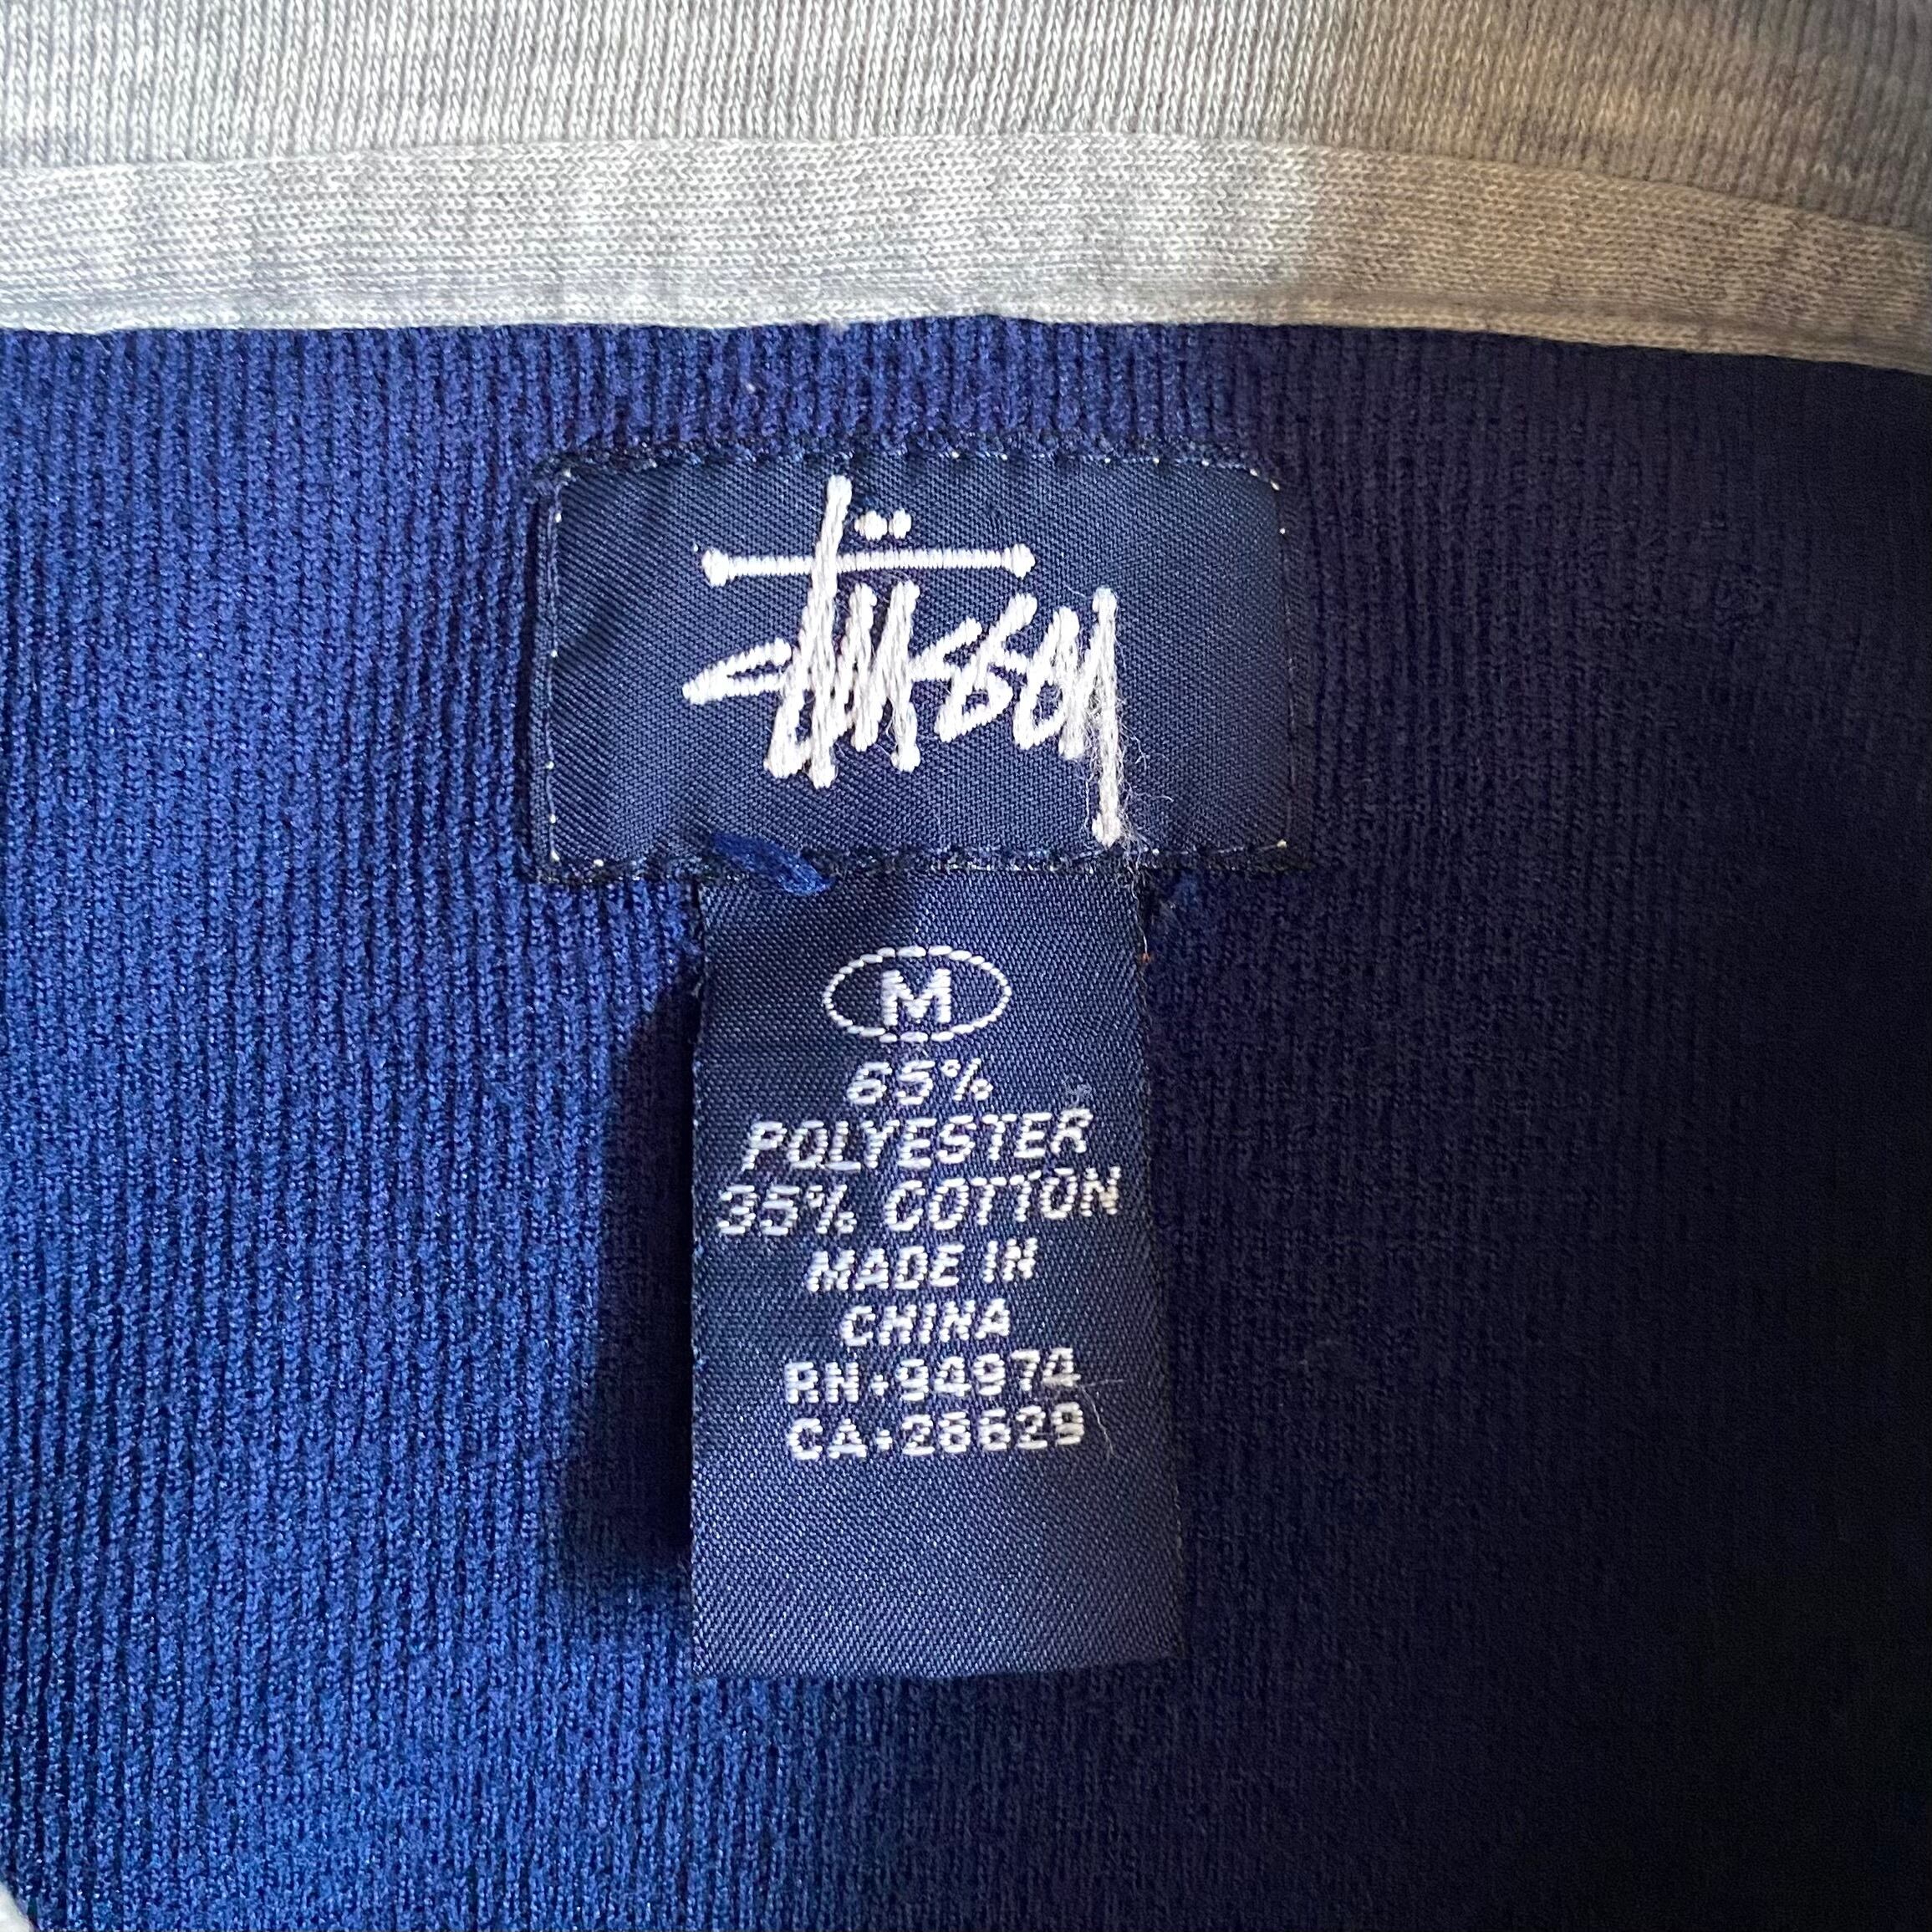 Stüssy
M
65%
POLYESTER
35% COTTON
MADE IN
CHINA
RN·94974
CA·28629